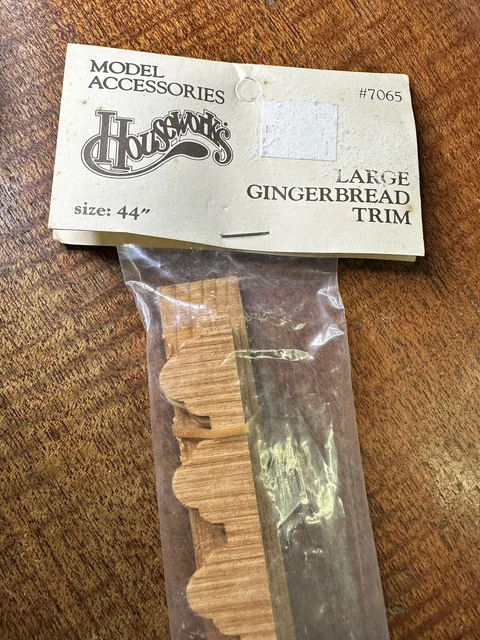 MODEL
ACCESSORIES
#7065
Houseworks
LARGE
GINGERBREAD
TRIM
size: 44"